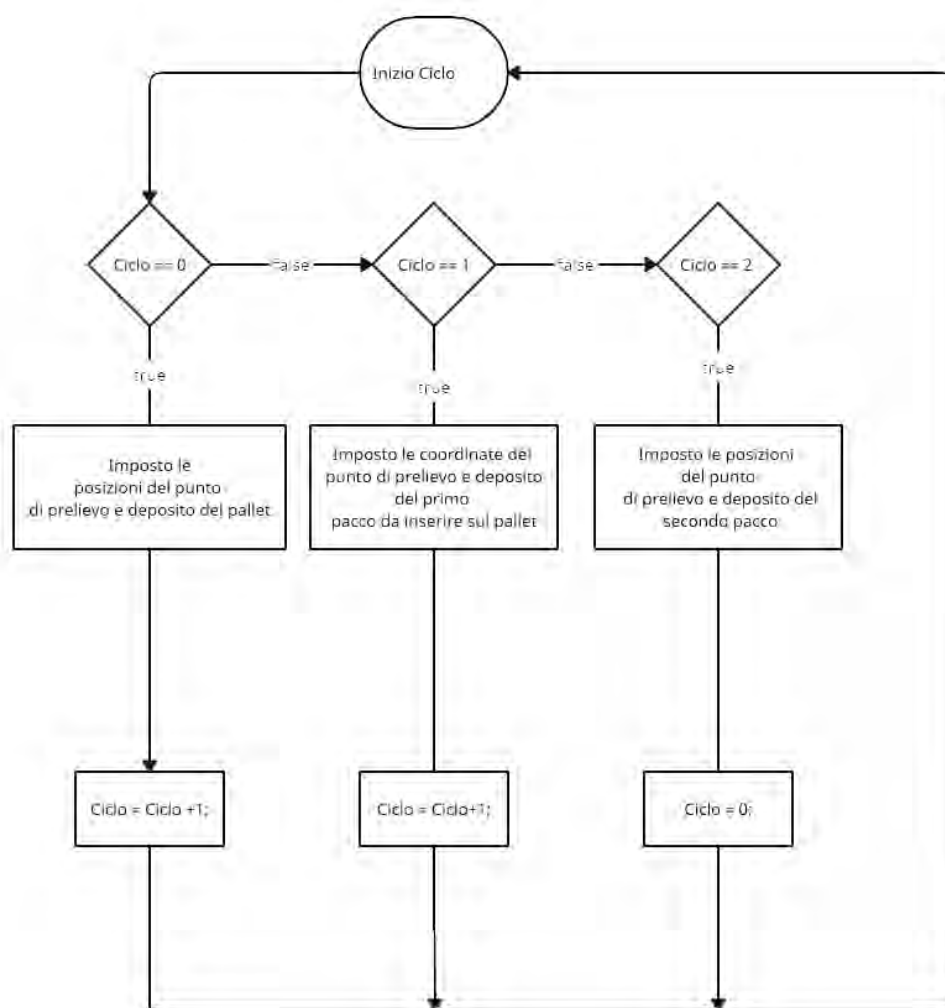 Inizio Ciclo
Ciclo == 0
false
Ciclo == 1
false
Ciclo == 2
true
true
true
Imposto le
posizioni del punto
di prelievo e deposito del pallet
Imposto le coordinate del
punto di prelievo e deposito
del primo
pacco da inserire sul pallet
Imposto le posizioni
del punto
di prelievo e deposito del
secondo pacco
Ciclo = Ciclo +1;
Ciclo = Ciclo+1;
Ciclo = 0;